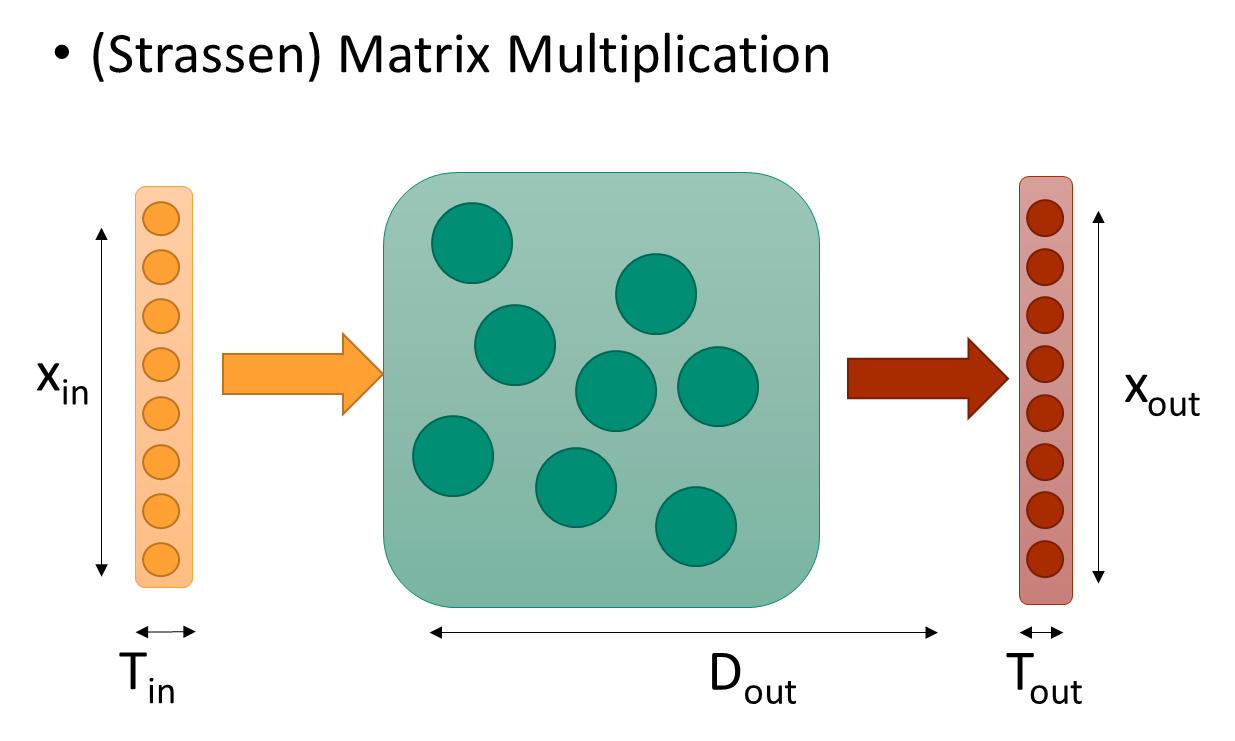 • (Strassen) Matrix Multiplication
xin
xout
Tin
Dout
Tout